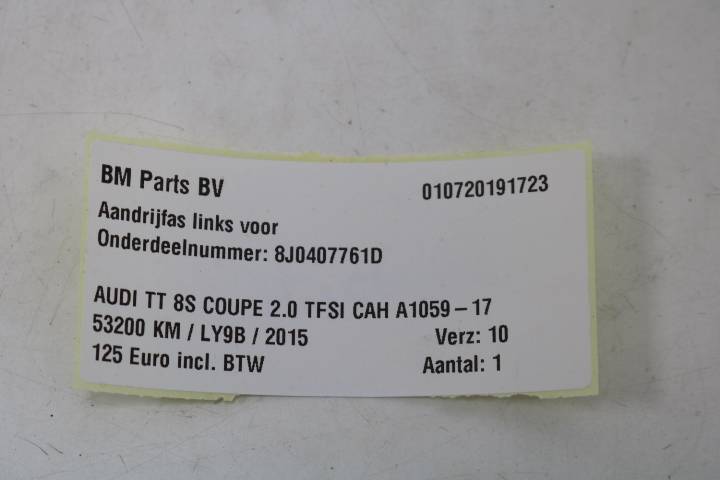 BM Parts BV 010720191723
Aandrijfas links voor
Onderdeelnummer: 8J0407761D
AUDI TT 8S COUPE 2.0 TFSI CAH A1059-17
53200 KM / LY9B / 2015 Verz: 10
125 Euro incl. BTW Aantal: 1